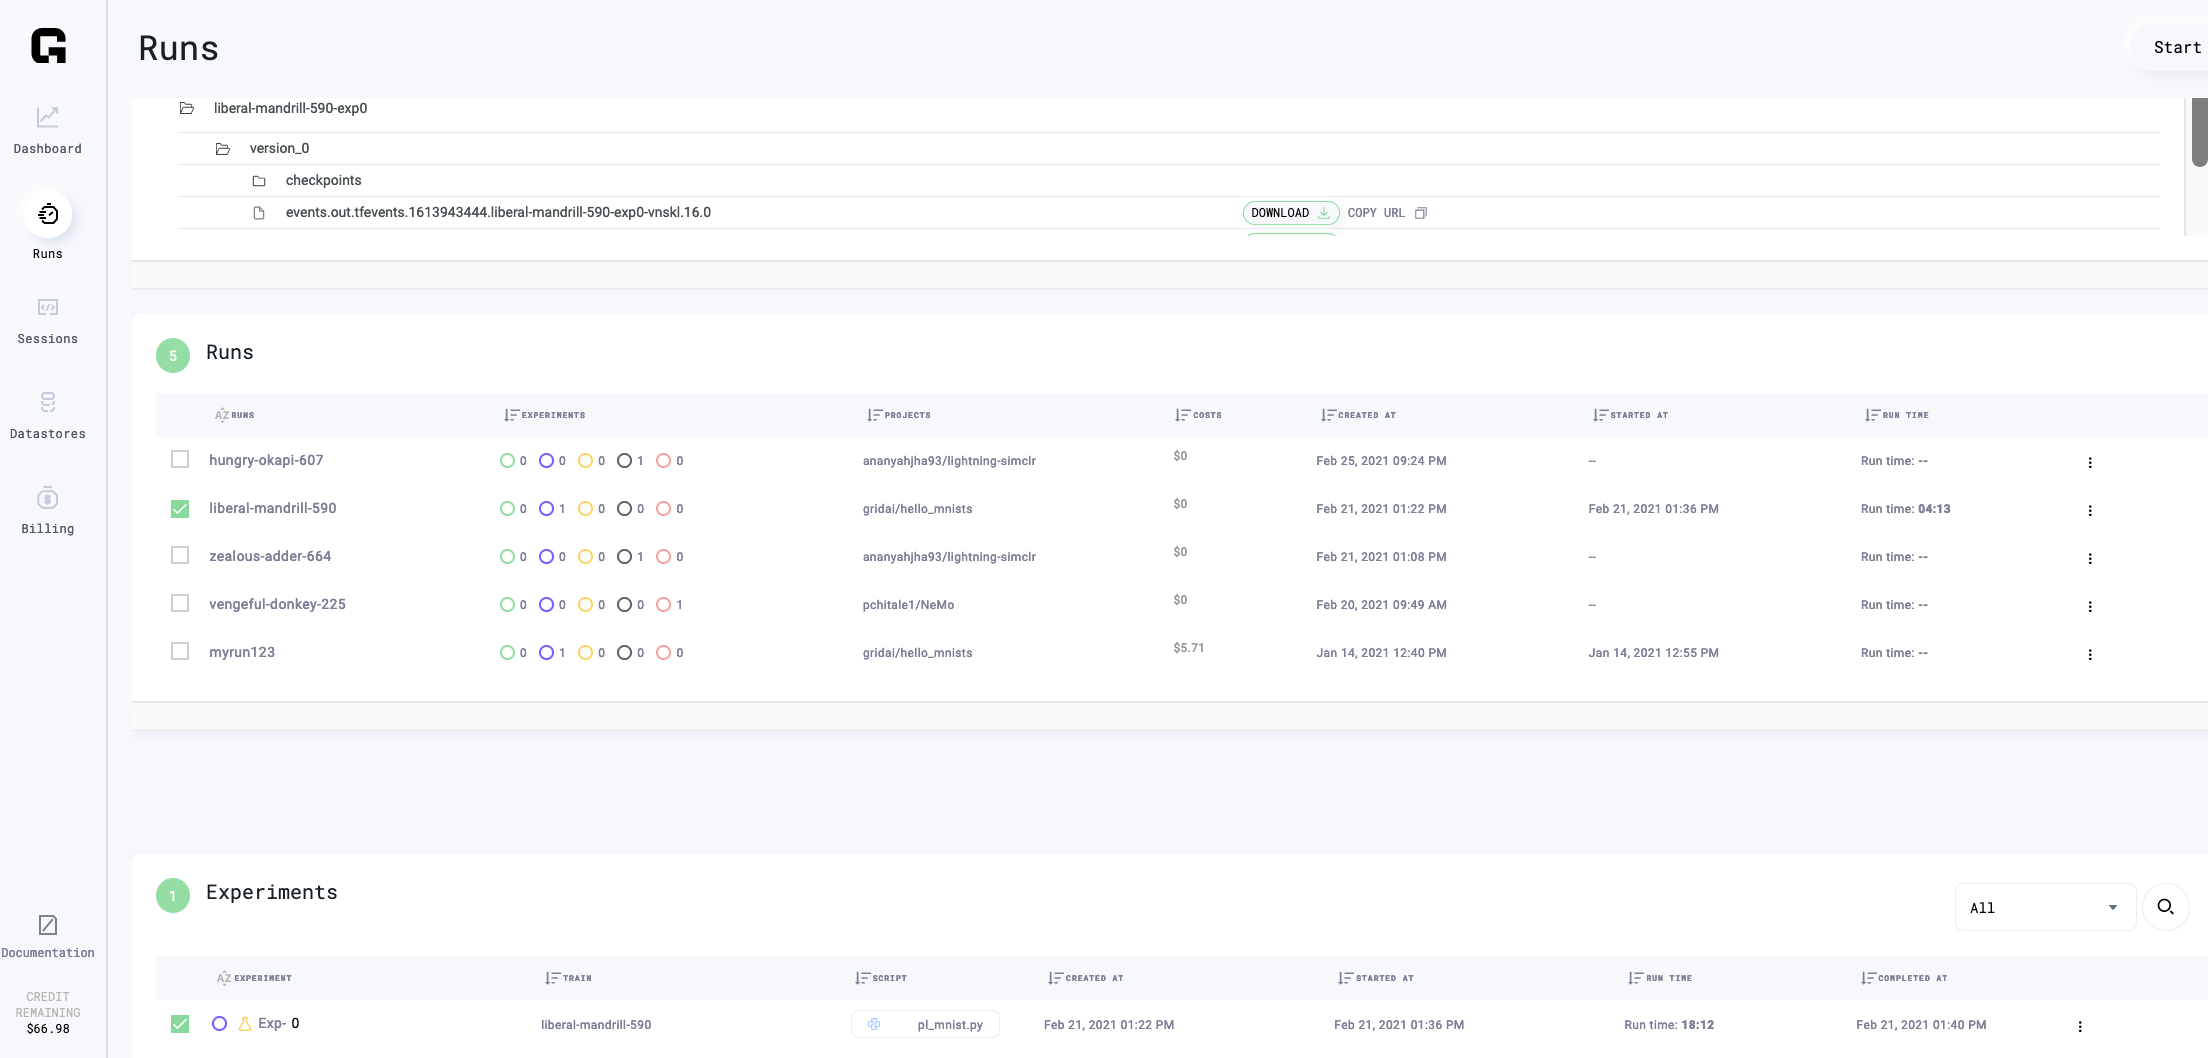 Runs
Start
Dashboard
Runs
Sessions
Datastores
Billing
Documentation
CREDIT
REMAINING
$66.98
liberal-mandrill-590-exp0
version_0
checkpoints
events.out.tfevents.1613943444.liberal-mandrill-590-exp0-vnskl.16.0 DOWNLOAD COPY URL
5 Runs
RUNS EXPERIMENTS PROJECTS COSTS CREATED AT STARTED AT RUN TIME
hungry-okapi-607 0 0 0 1 0 ananyahjha93/lightning-simclr $0 Feb 25, 2021 09:24 PM -- Run time: --
liberal-mandrill-590 0 1 0 0 0 gridai/hello_mnists $0 Feb 21, 2021 01:22 PM Feb 21, 2021 01:36 PM Run time: 04:13
zealous-adder-664 0 0 0 1 0 ananyahjha93/lightning-simclr $0 Feb 21, 2021 01:08 PM -- Run time: --
vengeful-donkey-225 0 0 0 0 1 pchitale1/NeMo $0 Feb 20, 2021 09:49 AM -- Run time: --
myrun123 0 1 0 0 0 gridai/hello_mnists $5.71 Jan 14, 2021 12:40 PM Jan 14, 2021 12:55 PM Run time: --
1 Experiments
All
EXPERIMENT TRAIN SCRIPT CREATED AT STARTED AT RUN TIME COMPLETED AT
Exp- 0 liberal-mandrill-590 pl_mnist.py Feb 21, 2021 01:22 PM Feb 21, 2021 01:36 PM Run time: 18:12 Feb 21, 2021 01:40 PM